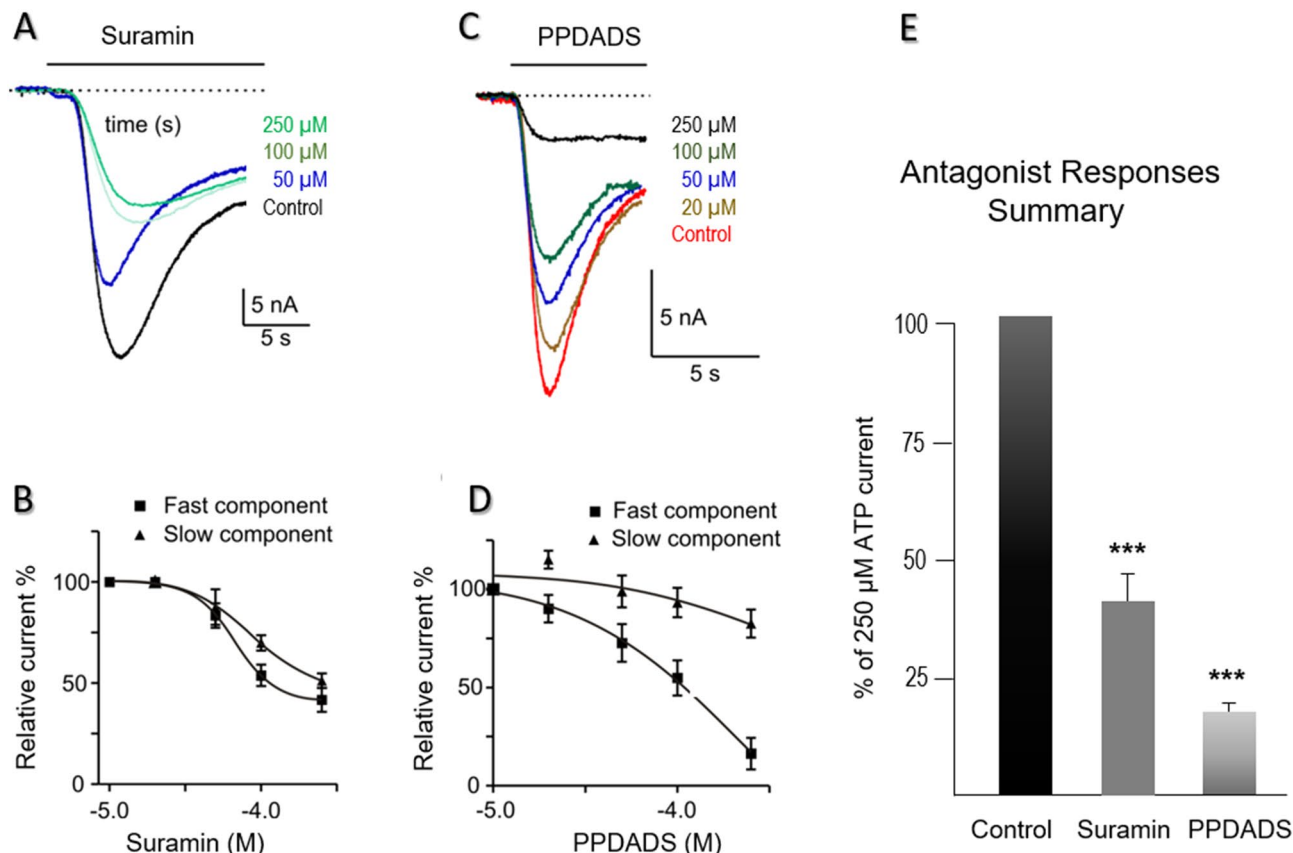 A
Suramin
time (s)
250 µM
100 µM
50 µM
Control
5 nA
5 s
B
Fast component
Slow component
Relative current %
100
50
0
-5.0
-4.0
Suramin (M)
C
PPDADS
250 µM
100 µM
50 µM
20 µM
Control
5 nA
5 s
D
Fast component
Slow component
Relative current %
100
50
0
-5.0
-4.0
PPDADS (M)
E
Antagonist Responses
Summary
% of 250 µM ATP current
100
75
50
25
***
***
Control
Suramin
PPDADS